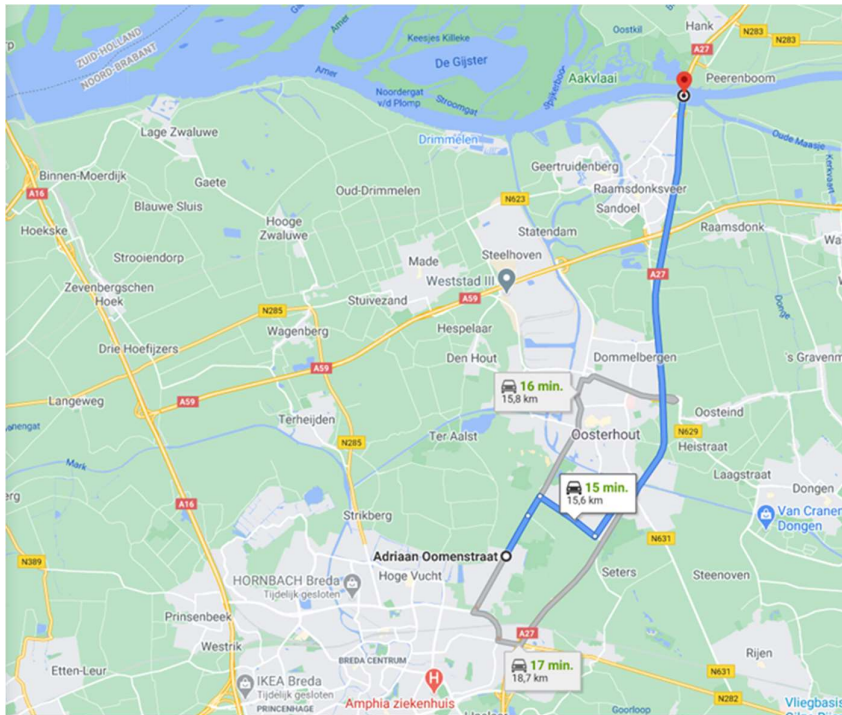 Hank
N283
N283
ZUID-HOLLAND
NOORD-BRABANT
Amer
Keesjes Killeke
Oostkil
A27
De Gijster
Spijkerboor
Aakvlaai
Peerenboom
Amer
Noordergat
v/d Plomp
Stroomgat
Lage Zwaluwe
Drimmelen
Oude Maasje
Kerkvaart
Binnen-Moerdijk
Gaete
Geertruidenberg
A16
Oud-Drimmelen
Raamsdonksveer
Blauwe Sluis
N623
Sandoel
Hoekske
Hooge
Zwaluwe
Statendam
Raamsdonk
Strooiendorp
Made
Steelhoven
Zevenbergschen
Hoek
Weststad III
A27
Stuivezand
A59
N285
Donge
Wagenberg
Hespelaar
Drie Hoefijzers
Den Hout
Dommelbergen
's Gravenm
A59
16 min.
15,8 km
Langeweg
A59
Oosteind
Terheijden
Ter Aalst
Oosterhout
N629
N285
Heistraat
Mark
Laagstraat
15 min.
15,6 km
Dongen
A16
Van Cranen
Dongen
Strikberg
N631
Adriaan Oomenstraat
N389
HORNBACH Breda
Tijdelijk gesloten
Hoge Vucht
Seters
Steenoven
Prinsenbeek
A27
Westrik
BREDA CENTRUM
Rijen
17 min.
18,7 km
Etten-Leur
N631
IKEA Breda
Tijdelijk gesloten
PRINCENHAGE
Amphia ziekenhuis
N282
Goorloop
Vliegbasis